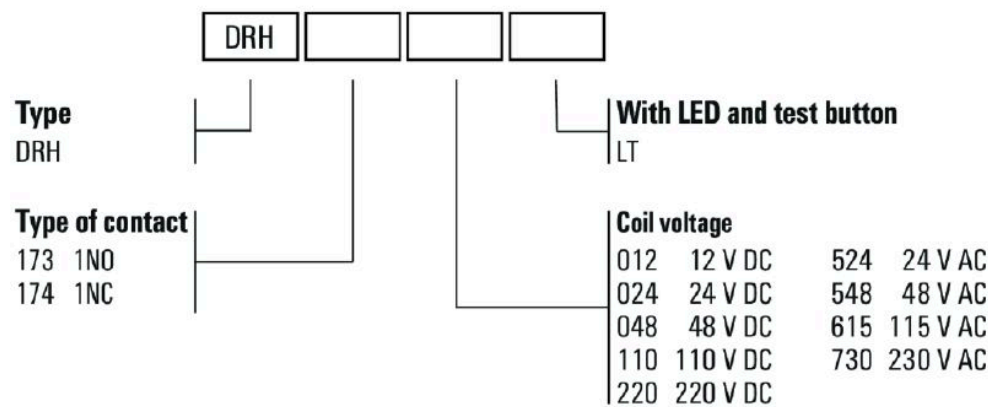 DRH
Type
DRH
With LED and test button
LT
Type of contact
173 1NO
174 1NC
Coil voltage
012 12 V DC 524 24 V AC
024 24 V DC 548 48 V AC
048 48 V DC 615 115 V AC
110 110 V DC 730 230 V AC
220 220 V DC